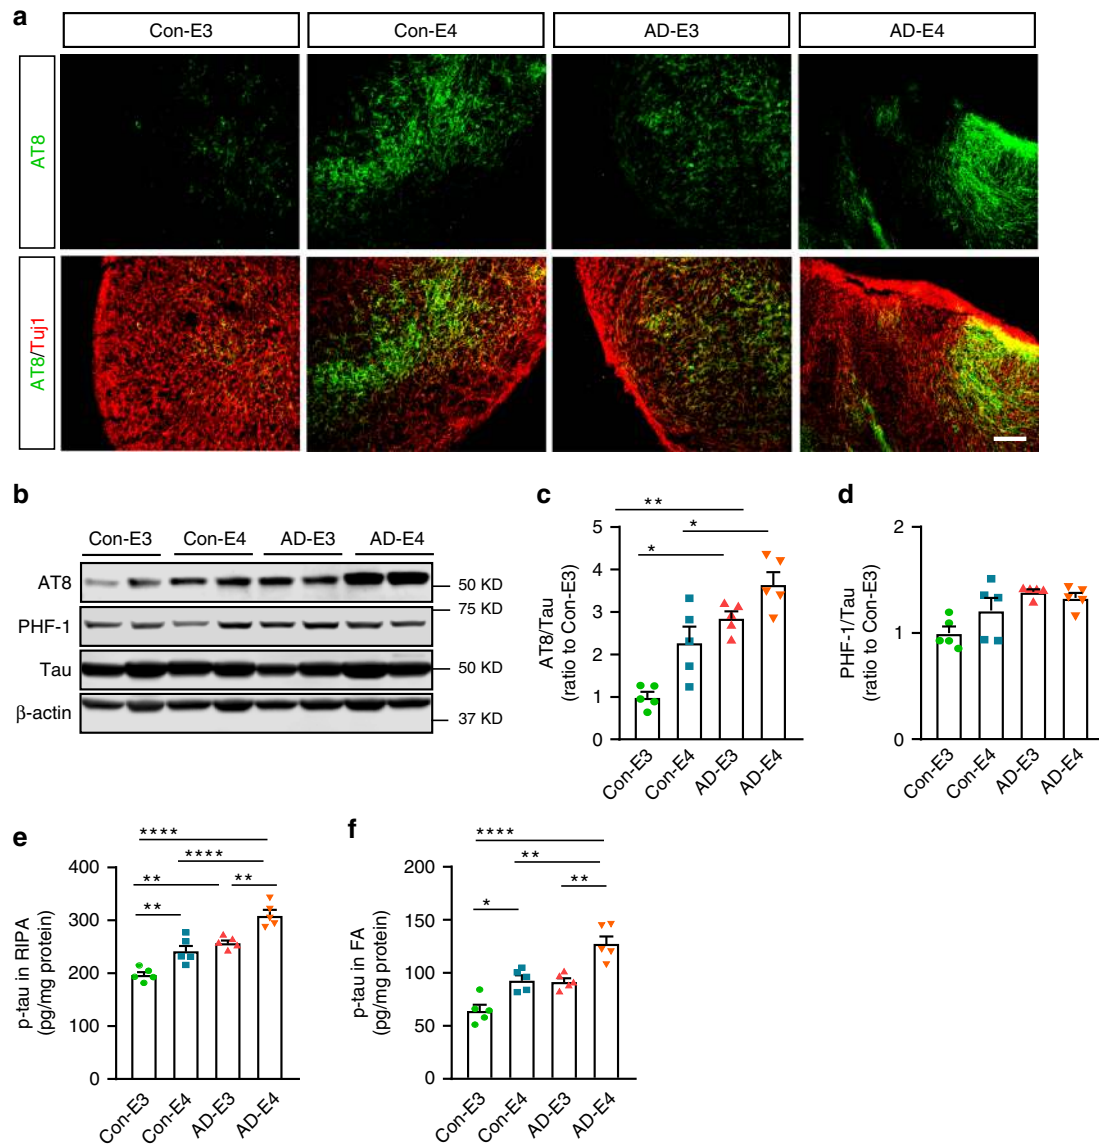 a
Con-E3 Con-E4 AD-E3 AD-E4
AT8
AT8/Tuj1
b
Con-E3 Con-E4 AD-E3 AD-E4
AT8
50 KD
75 KD
PHF-1
Tau
50 KD
β-actin
37 KD
c
**
*
*
AT8/Tau
(ratio to Con-E3)
5
4
3
2
1
0
Con-E3 Con-E4 AD-E3 AD-E4
d
PHF-1/Tau
(ratio to Con-E3)
2
1
0
Con-E3 Con-E4 AD-E3 AD-E4
e
****
****
** **
**
p-tau in RIPA
(pg/mg protein)
400
300
200
100
0
Con-E3 Con-E4 AD-E3 AD-E4
f
****
**
**
*
p-tau in FA
(pg/mg protein)
200
150
100
50
0
Con-E3 Con-E4 AD-E3 AD-E4